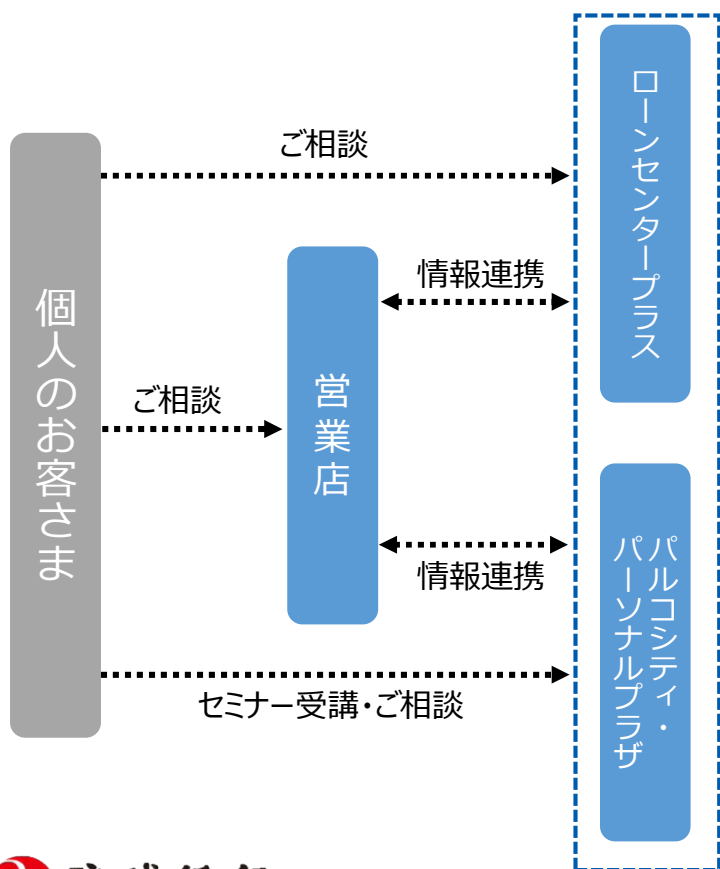 個人のお客さま
ご相談
ご相談
セミナー受講・ご相談
営業店
情報連携
情報連携
ローンセンタープラス
パルコシティ・
パーソナルプラザ